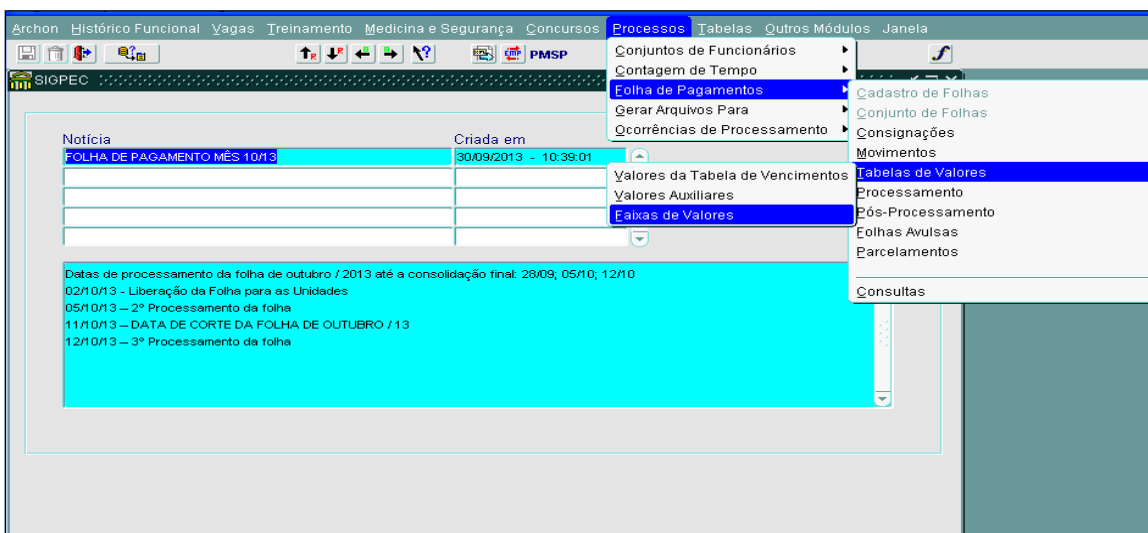 Archon Histórico Funcional Vagas Treinamento Medicina e Segurança Concursos Processos Tabelas Outros Módulos Janela
PMSP
SIGPEC
Conjuntos de Funcionários
Contagem de Tempo
Folha de Pagamentos
Gerar Arquivos Para
Ocorrências de Processamento
Cadastro de Folhas
Conjunto de Folhas
Consignações
Movimentos
Tabelas de Valores
Processamento
Pós-Processamento
Folhas Avulsas
Parcelamentos
Consultas
Valores da Tabela de Vencimentos
Valores Auxiliares
Faixas de Valores
Notícia Criada em
FOLHA DE PAGAMENTO MÊS 10/13 30/09/2013 - 10:39:01
Datas de processamento da folha de outubro / 2013 até a consolidação final: 28/09; 05/10; 12/10
02/10/13 - Liberação da Folha para as Unidades
05/10/13 – 2º Processamento da folha
11/10/13 – DATA DE CORTE DA FOLHA DE OUTUBRO / 13
12/10/13 – 3º Processamento da folha